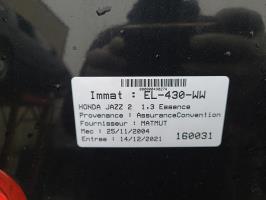 Immat : EL-430-WW
HONDA JAZZ 2 1.3 Essence
Provenance : AssuranceConvention
Fournisseur : MATMUT
Mec : 25/11/2004
Entree : 14/12/2021
160031